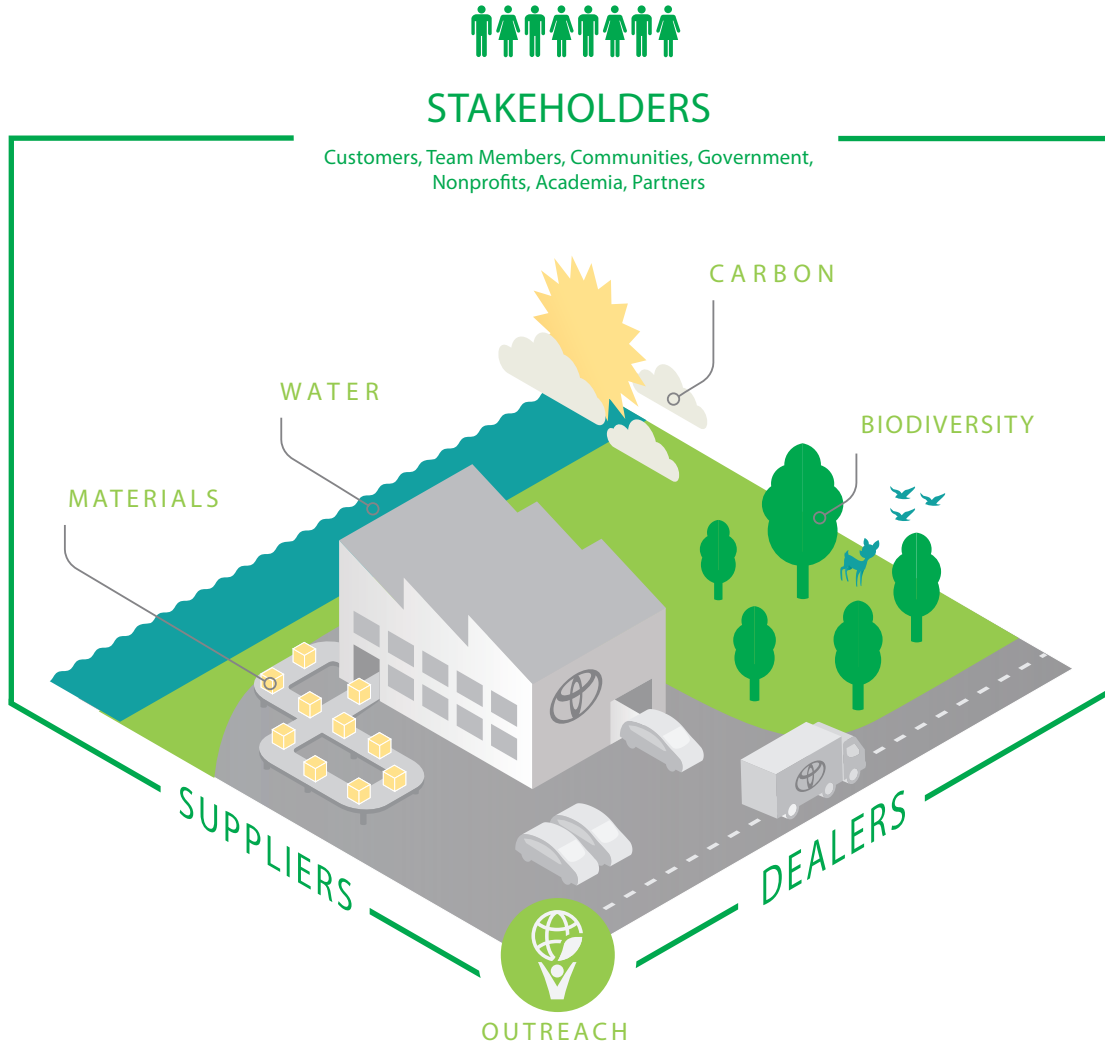 STAKEHOLDERS
Customers, Team Members, Communities, Government,
Nonprofits, Academia, Partners
CARBON
WATER
BIODIVERSITY
MATERIALS
SUPPLIERS
DEALERS
OUTREACH